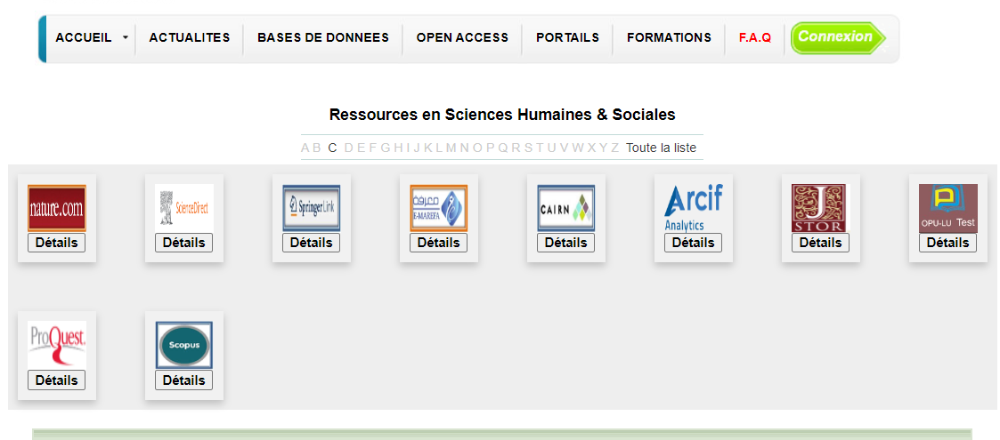 ACCUEIL ACTUALITES BASES DE DONNEES OPEN ACCESS PORTAILS FORMATIONS F.A.Q Connexion
Ressources en Sciences Humaines & Sociales
A B C D E F G H I J K L M N O P Q R S T U V W X Y Z Toute la liste
nature.com
ScienceDirect
Springer Link
معرفة
E-MAREFA
CAIRN
Arcif
Analytics
J
STOR
OPU-LU Test
Détails Détails Détails Détails Détails Détails Détails Détails
ProQuest.
Scopus
Détails Détails